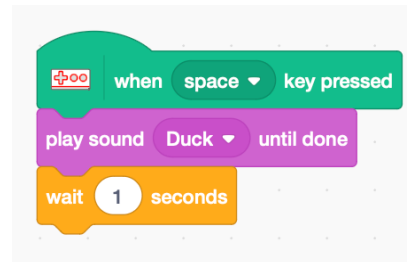 when space key pressed
play sound Duck until done
wait 1 seconds